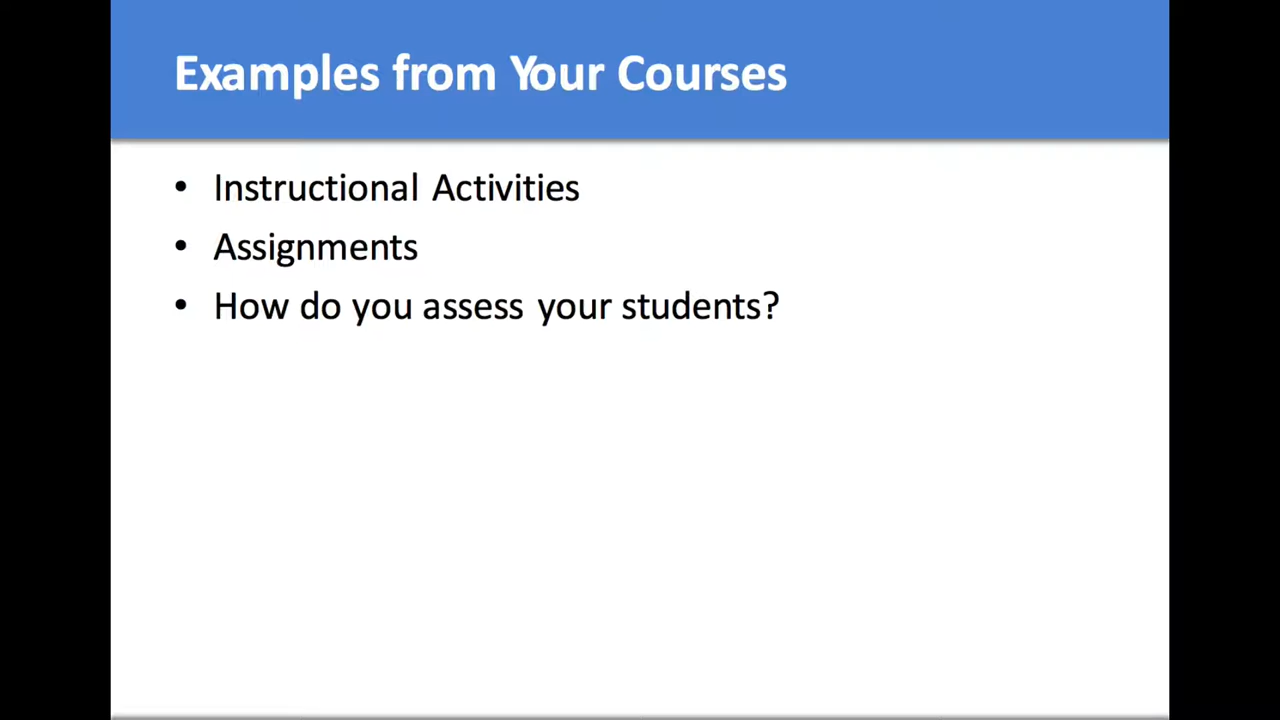 Examples from Your Courses
• Instructional Activities
• Assignments
• How do you assess your students?